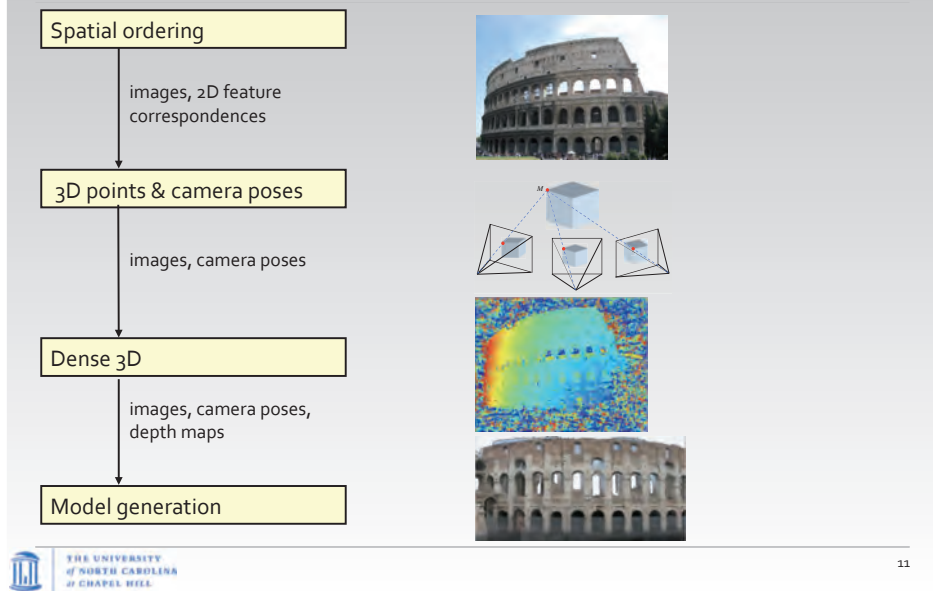 Spatial ordering
images, 2D feature
correspondences
3D points & camera poses
M
images, camera poses
Dense 3D
images, camera poses,
depth maps
Model generation
THE UNIVERSITY
of NORTH CAROLINA
at CHAPEL HILL
11